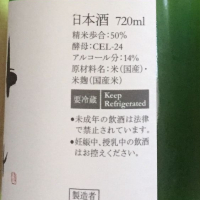 日本酒 720ml
精米歩合：50%
酵母：CEL-24
アルコール分：14%
原材料名：米（国産）・
米麹（国産米）
要冷蔵 Keep
Refrigerated
●未成年の飲酒は法律
で禁止されています。
●妊娠中、授乳中の飲酒
はお控えください。
製造者